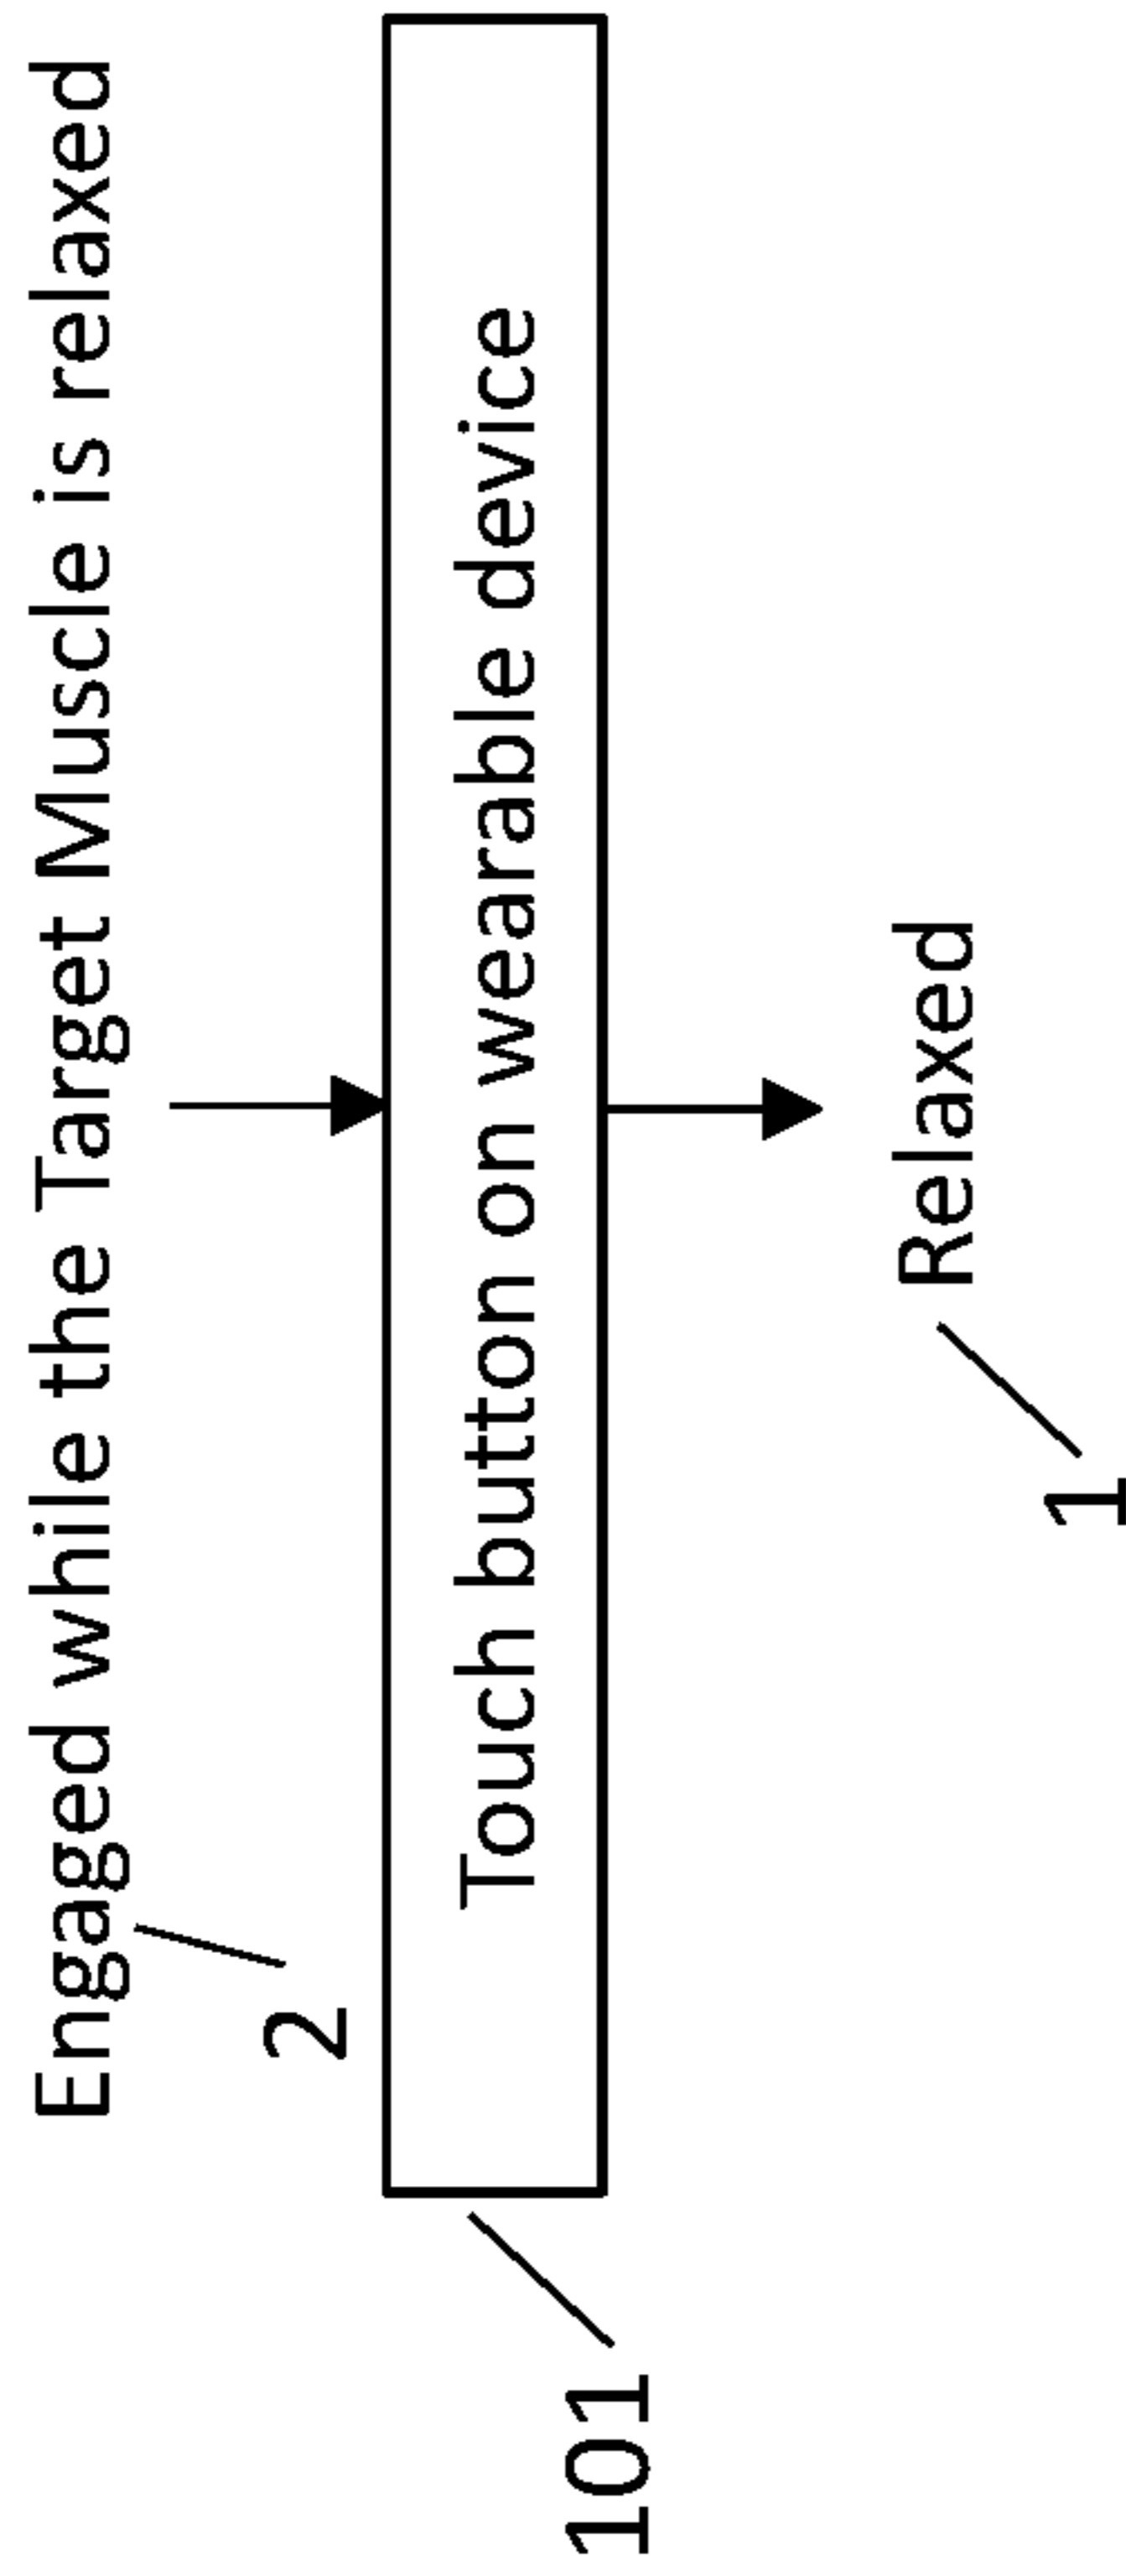 Engaged while the Target Muscle is relaxed
2
Touch button on wearable device
101
Relaxed
1